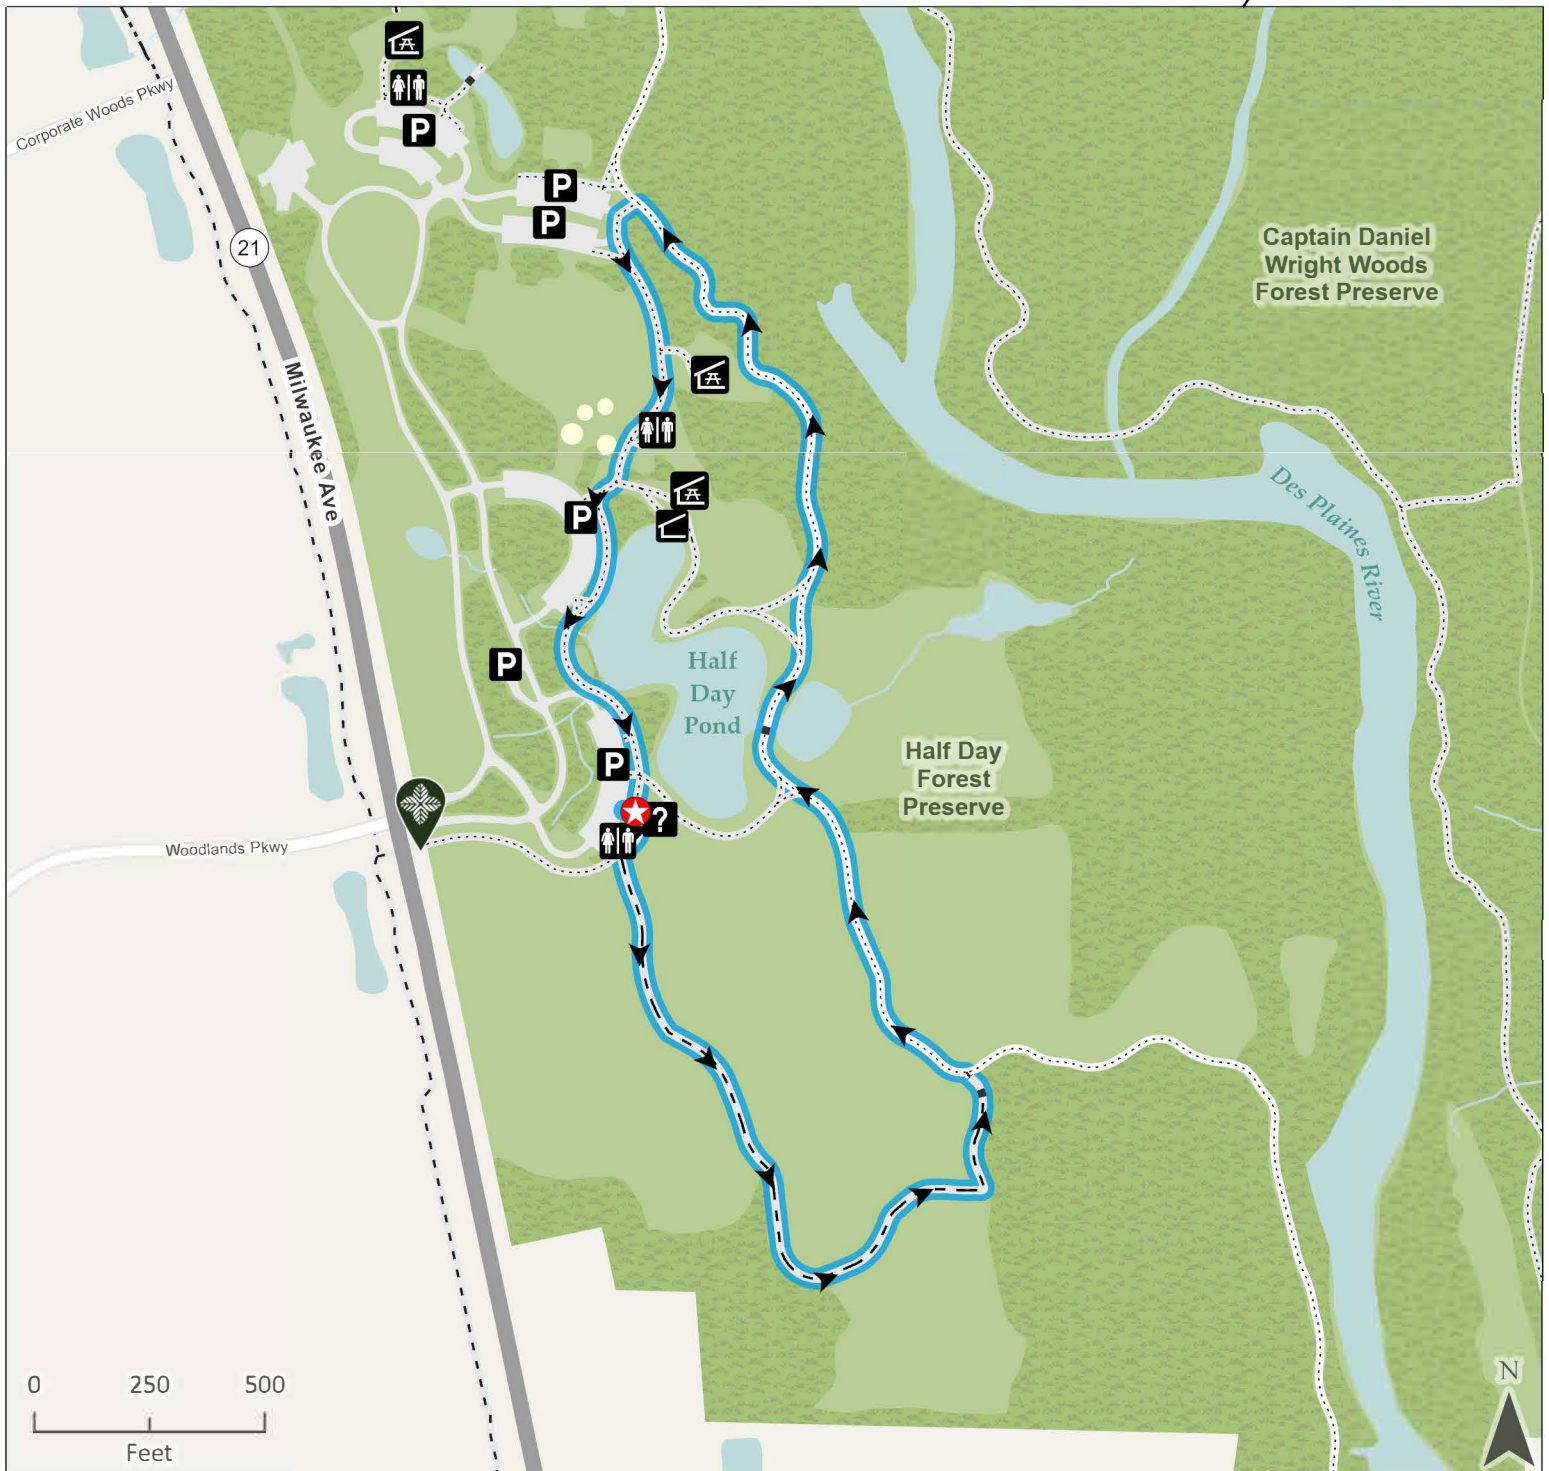 Corporate Woods Pkwy
P
P
P
21
Captain Daniel
Wright Woods
Forest Preserve
Milwaukee Ave
P
Des Plaines River
P
Half
Day
Pond
P
Half Day
Forest
Preserve
?
Woodlands Pkwy
0 250 500
Feet
N